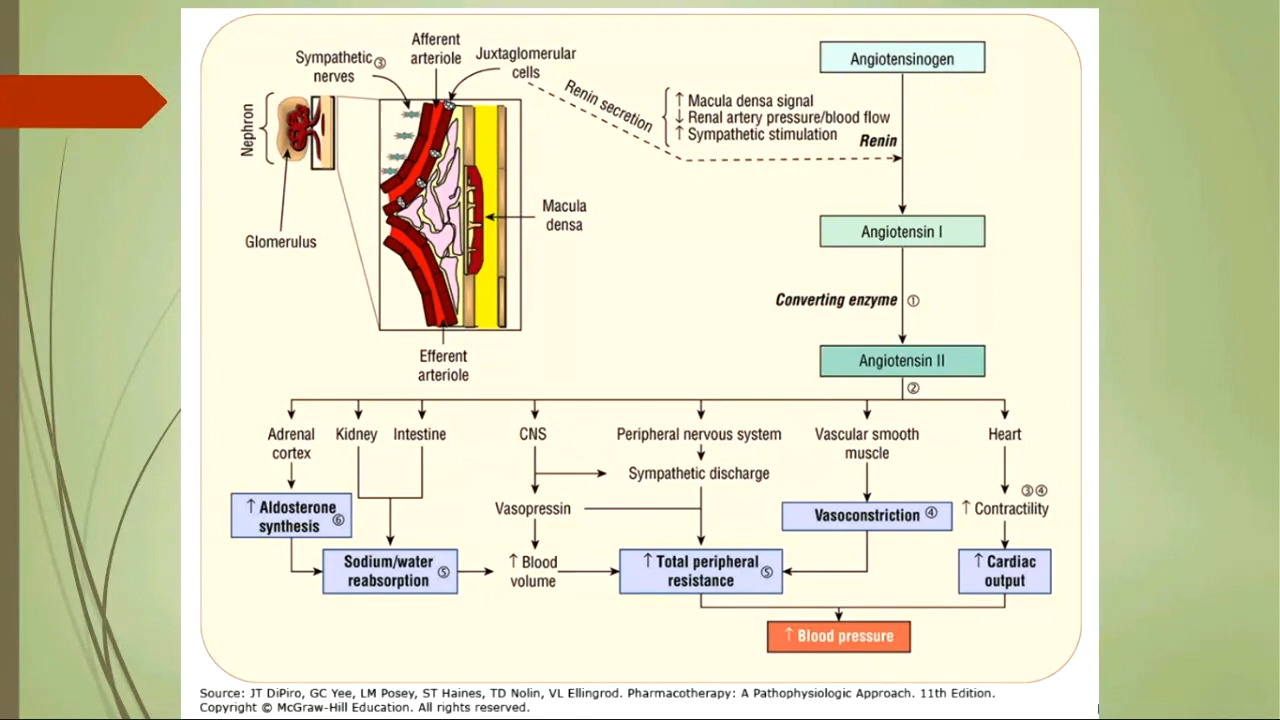 Afferent
arteriole
Sympathetic ③
nerves
Juxtaglomerular
cells
Nephron
Glomerulus
Macula
densa
Efferent
arteriole
Renin secretion
↑ Macula densa signal
↓ Renal artery pressure/blood flow
↑ Sympathetic stimulation
Renin
Angiotensinogen
Angiotensin I
Converting enzyme ①
Angiotensin II
②
Adrenal
cortex
Kidney
Intestine
CNS
Peripheral nervous system
Vascular smooth
muscle
Heart
Sympathetic discharge
↑ Aldosterone
synthesis ⑥
Vasopressin
Vasoconstriction ④
③④
↑ Contractility
Sodium/water
reabsorption ⑤
↑ Blood
volume
↑ Total peripheral
resistance ⑤
↑ Cardiac
output
↑ Blood pressure
Source: JT DiPiro, GC Yee, LM Posey, ST Haines, TD Nolin, VL Ellingrod. Pharmacotherapy: A Pathophysiologic Approach. 11th Edition.
Copyright © McGraw-Hill Education. All rights reserved.